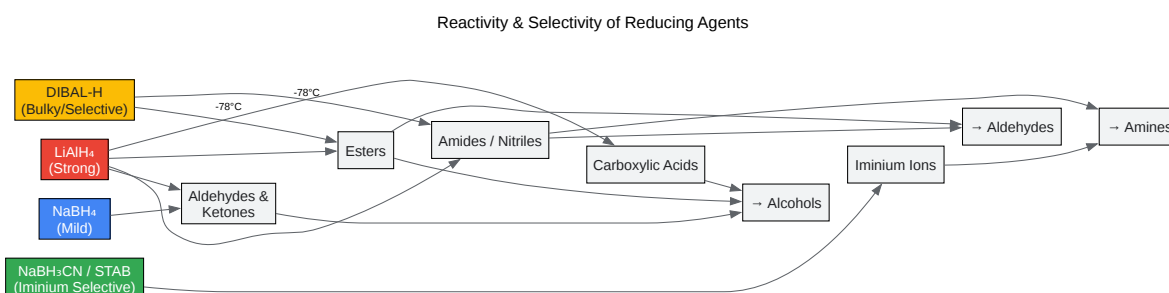 Reactivity & Selectivity of Reducing Agents
DIBAL-H
(Bulky/Selective)
-78°C
-78°C
LiAlH₄
(Strong)
NaBH₄
(Mild)
NaBH₃CN / STAB
(Iminium Selective)
Esters
Aldehydes &
Ketones
Amides / Nitriles
Carboxylic Acids
→ Alcohols
Iminium Ions
→ Aldehydes
→ Amines